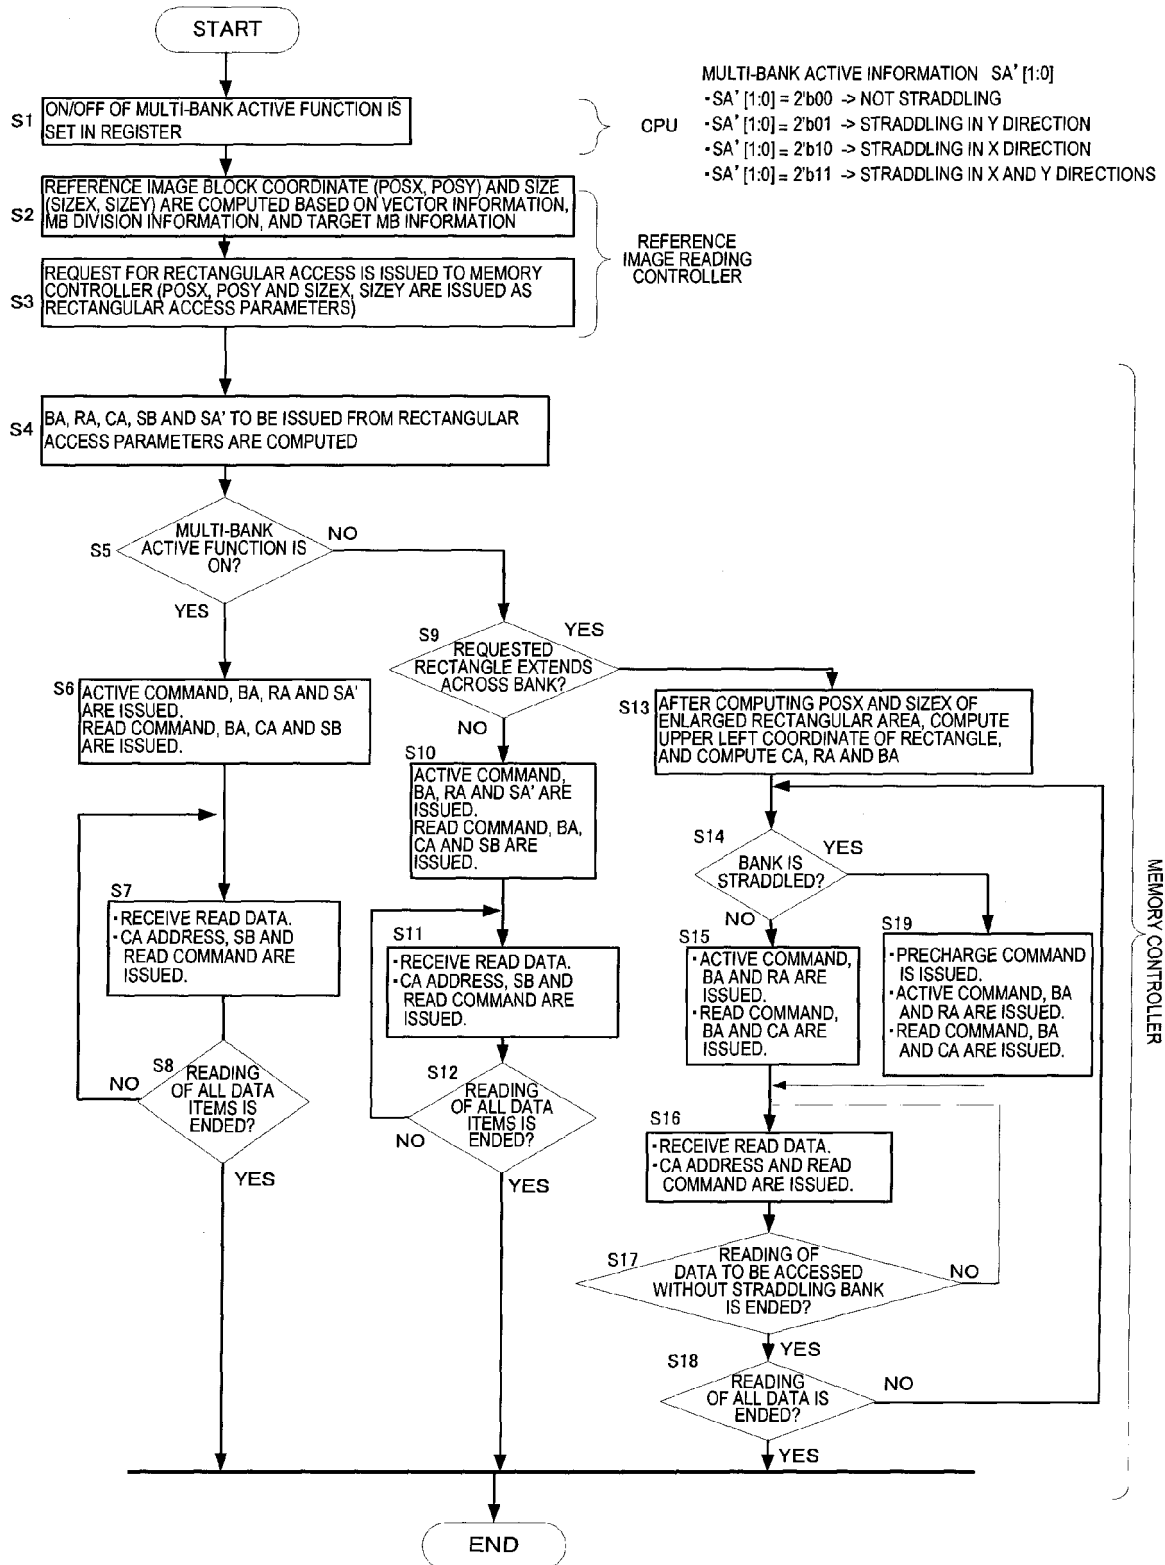 START
MULTI-BANK ACTIVE INFORMATION SA' [1:0]
·SA' [1:0] = 2'b00 -> NOT STRADDLING
·SA' [1:0] = 2'b01 -> STRADDLING IN Y DIRECTION
·SA' [1:0] = 2'b10 -> STRADDLING IN X DIRECTION
·SA' [1:0] = 2'b11 -> STRADDLING IN X AND Y DIRECTIONS
S1
ON/OFF OF MULTI-BANK ACTIVE FUNCTION IS
SET IN REGISTER
CPU
S2
REFERENCE IMAGE BLOCK COORDINATE (POSX, POSY) AND SIZE
(SIZEX, SIZEY) ARE COMPUTED BASED ON VECTOR INFORMATION,
MB DIVISION INFORMATION, AND TARGET MB INFORMATION
REFERENCE
IMAGE READING
CONTROLLER
S3
REQUEST FOR RECTANGULAR ACCESS IS ISSUED TO MEMORY
CONTROLLER (POSX, POSY AND SIZEX, SIZEY ARE ISSUED AS
RECTANGULAR ACCESS PARAMETERS)
S4
BA, RA, CA, SB AND SA' TO BE ISSUED FROM RECTANGULAR
ACCESS PARAMETERS ARE COMPUTED
S5
MULTI-BANK
ACTIVE FUNCTION IS
ON?
NO
YES
S9
REQUESTED
RECTANGLE EXTENDS
ACROSS BANK?
YES
NO
S6
ACTIVE COMMAND, BA, RA AND SA'
ARE ISSUED.
READ COMMAND, BA, CA AND SB
ARE ISSUED.
S13
AFTER COMPUTING POSX AND SIZEX OF
ENLARGED RECTANGULAR AREA, COMPUTE
UPPER LEFT COORDINATE OF RECTANGLE,
AND COMPUTE CA, RA AND BA
S10
ACTIVE COMMAND,
BA, RA AND SA' ARE
ISSUED.
READ COMMAND, BA,
CA AND SB ARE
ISSUED.
S14
BANK IS
STRADDLED?
YES
NO
S7
·RECEIVE READ DATA.
·CA ADDRESS, SB AND
READ COMMAND ARE
ISSUED.
S11
·RECEIVE READ DATA.
·CA ADDRESS, SB AND
READ COMMAND ARE
ISSUED.
S15
·ACTIVE COMMAND,
BA AND RA ARE
ISSUED.
·READ COMMAND,
BA AND CA ARE
ISSUED.
S19
·PRECHARGE COMMAND
IS ISSUED.
·ACTIVE COMMAND, BA
AND RA ARE ISSUED.
·READ COMMAND, BA
AND CA ARE ISSUED.
MEMORY CONTROLLER
S8
READING
OF ALL DATA
ITEMS IS
ENDED?
NO
YES
S12
READING
OF ALL DATA
ITEMS IS
ENDED?
NO
YES
S16
·RECEIVE READ DATA.
·CA ADDRESS AND READ
COMMAND ARE ISSUED.
S17
READING OF
DATA TO BE ACCESSED
WITHOUT STRADDLING BANK
IS ENDED?
NO
YES
S18
READING
OF ALL DATA IS
ENDED?
NO
YES
END